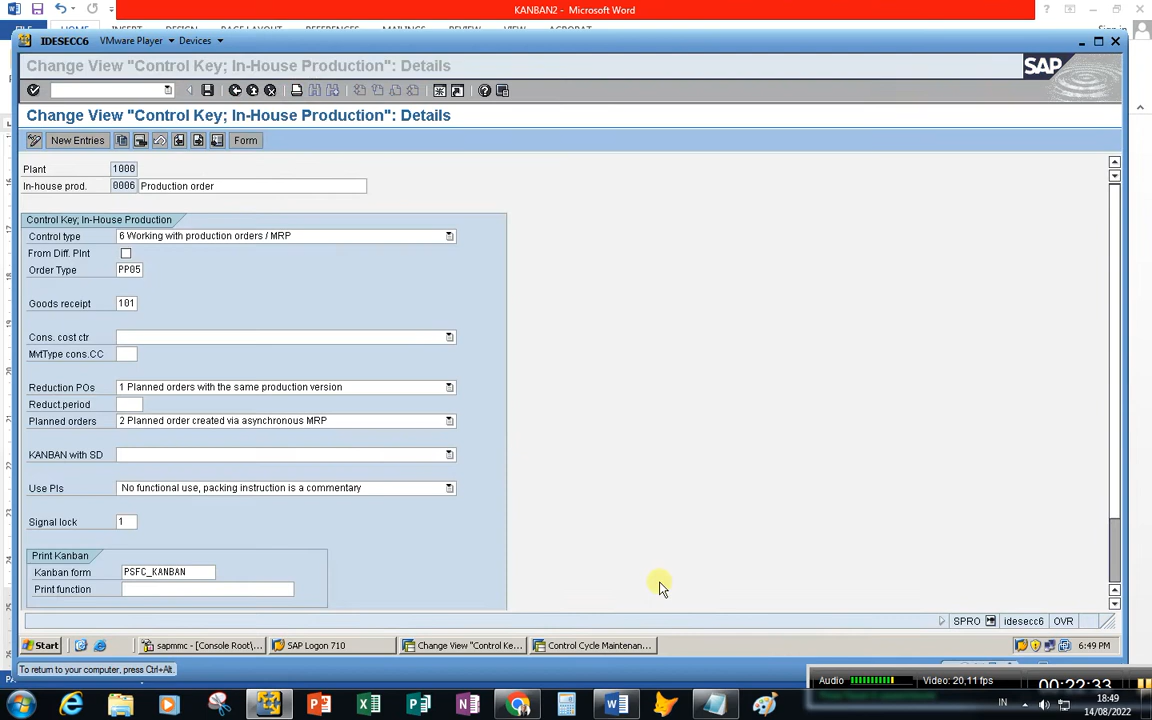 KANBAN2 - Microsoft Word
IDESECC6 VMware Player Devices
Change View "Control Key; In-House Production": Details
SAP
Change View "Control Key; In-House Production": Details
New Entries Form
Plant 1000
In-house prod. 0006 Production order
Control Key; In-House Production
Control type 6 Working with production orders / MRP
From Diff. Plnt
Order Type PP05
Goods receipt 101
Cons. cost ctr
MvtType cons.CC
Reduction POs 1 Planned orders with the same production version
Reduct.period
Planned orders 2 Planned order created via asynchronous MRP
KANBAN with SD
Use PIs No functional use, packing instruction is a commentary
Signal lock 1
Print Kanban
Kanban form PSFC_KANBAN
Print function
SPRO idesecc6 OVR
Start sapmmc - [Console Root\... SAP Logon 710 Change View "Control Ke... Control Cycle Maintenan... 6:49 PM
To return to your computer, press Ctrl+Alt.
Audio Video: 20,11 fps 00:22:33
IN 18:49
14/08/2022